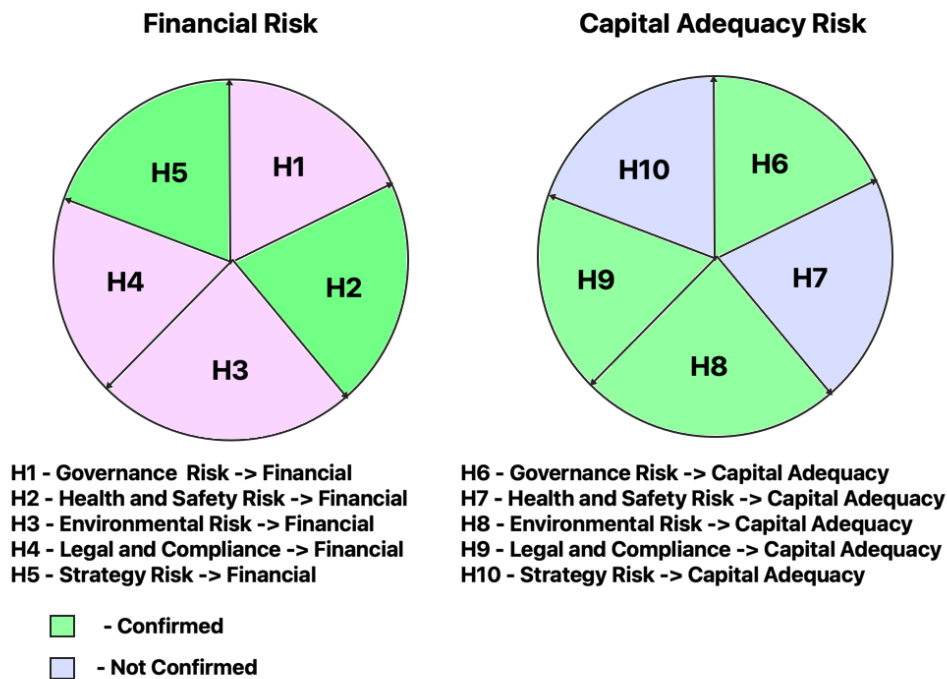 Financial Risk
Capital Adequacy Risk
H5
H1
H4
H2
H3
H10
H6
H9
H7
H8
H1 - Governance Risk -> Financial
H2 - Health and Safety Risk -> Financial
H3 - Environmental Risk -> Financial
H4 - Legal and Compliance -> Financial
H5 - Strategy Risk -> Financial
H6 - Governance Risk -> Capital Adequacy
H7 - Health and Safety Risk -> Capital Adequacy
H8 - Environmental Risk -> Capital Adequacy
H9 - Legal and Compliance -> Capital Adequacy
H10 - Strategy Risk -> Capital Adequacy
- Confirmed
- Not Confirmed